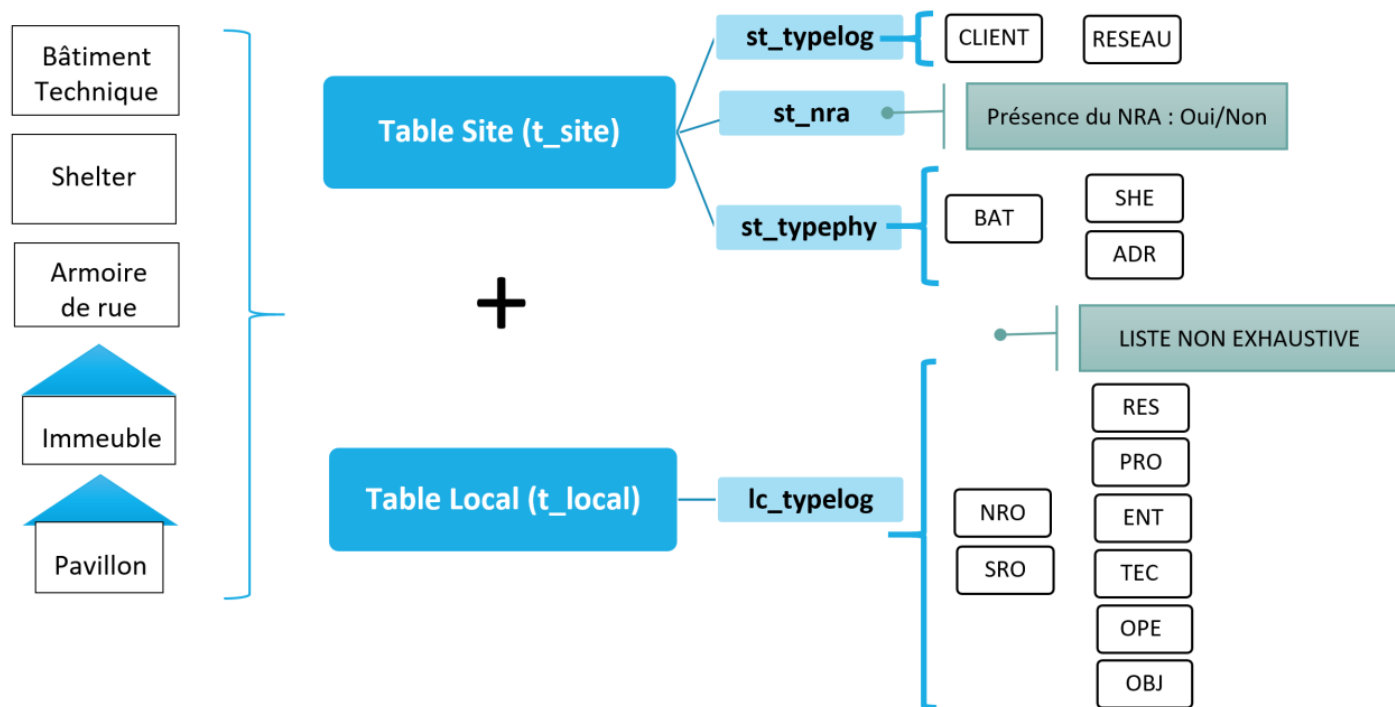 Bâtiment
Technique
Shelter
Armoire
de rue
Immeuble
Pavillon
Table Site (t_site)
+
Table Local (t_local)
st_typelog
CLIENT
RESEAU
st_nra
Présence du NRA : Oui/Non
st_typephy
BAT
SHE
ADR
LISTE NON EXHAUSTIVE
lc_typelog
NRO
SRO
RES
PRO
ENT
TEC
OPE
OBJ